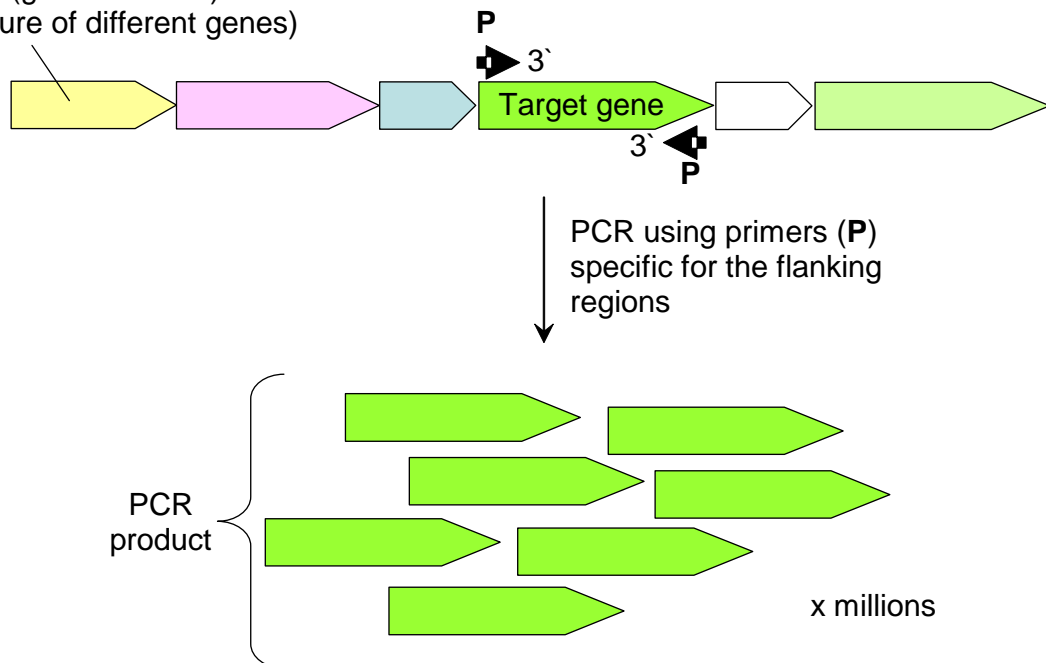 ure of different genes)
P
3`
Target gene
3`
P
PCR using primers (P)
specific for the flanking
regions
PCR
product
x millions